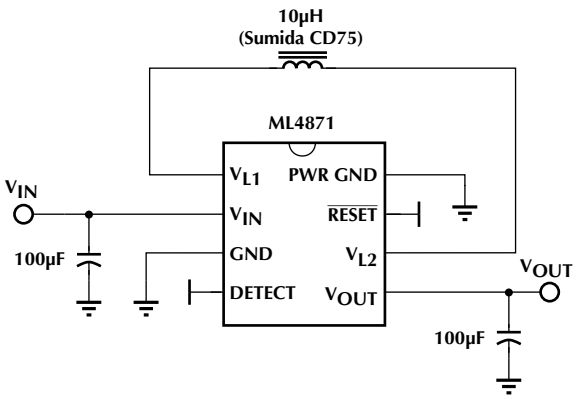 10µH
(Sumida CD75)
ML4871
V_L1
PWR GND
V_IN
V_IN
RESET
100µF
GND
V_L2
DETECT
V_OUT
V_OUT
100µF